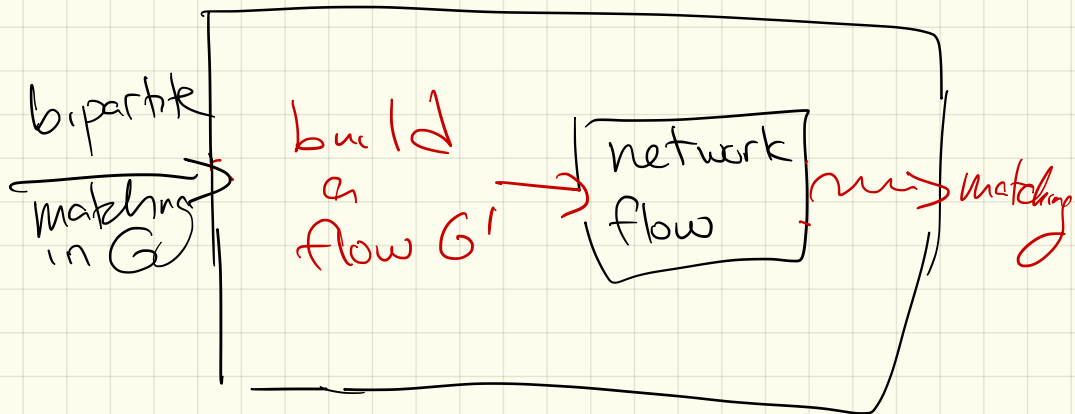 bipartite
matching
in G
build
a
flow G'
network
flow
matching